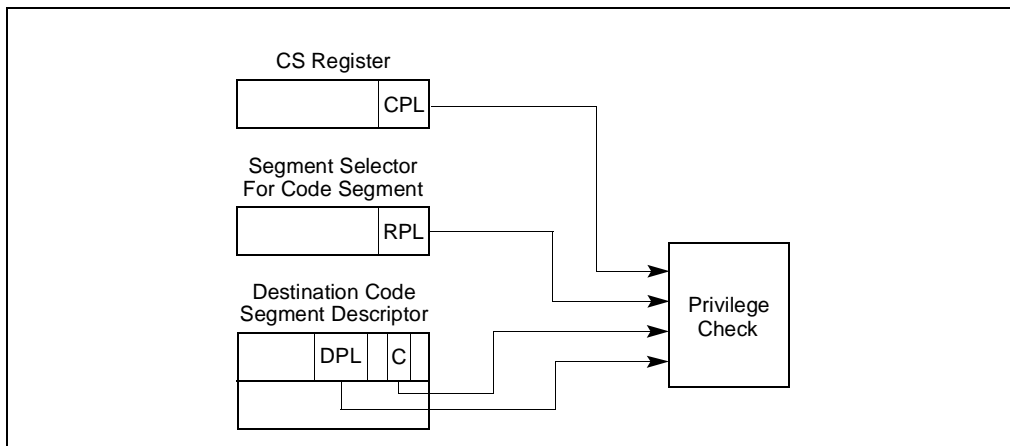 CS Register
CPL
Segment Selector
For Code Segment
RPL
Destination Code
Segment Descriptor
DPL
C
Privilege
Check